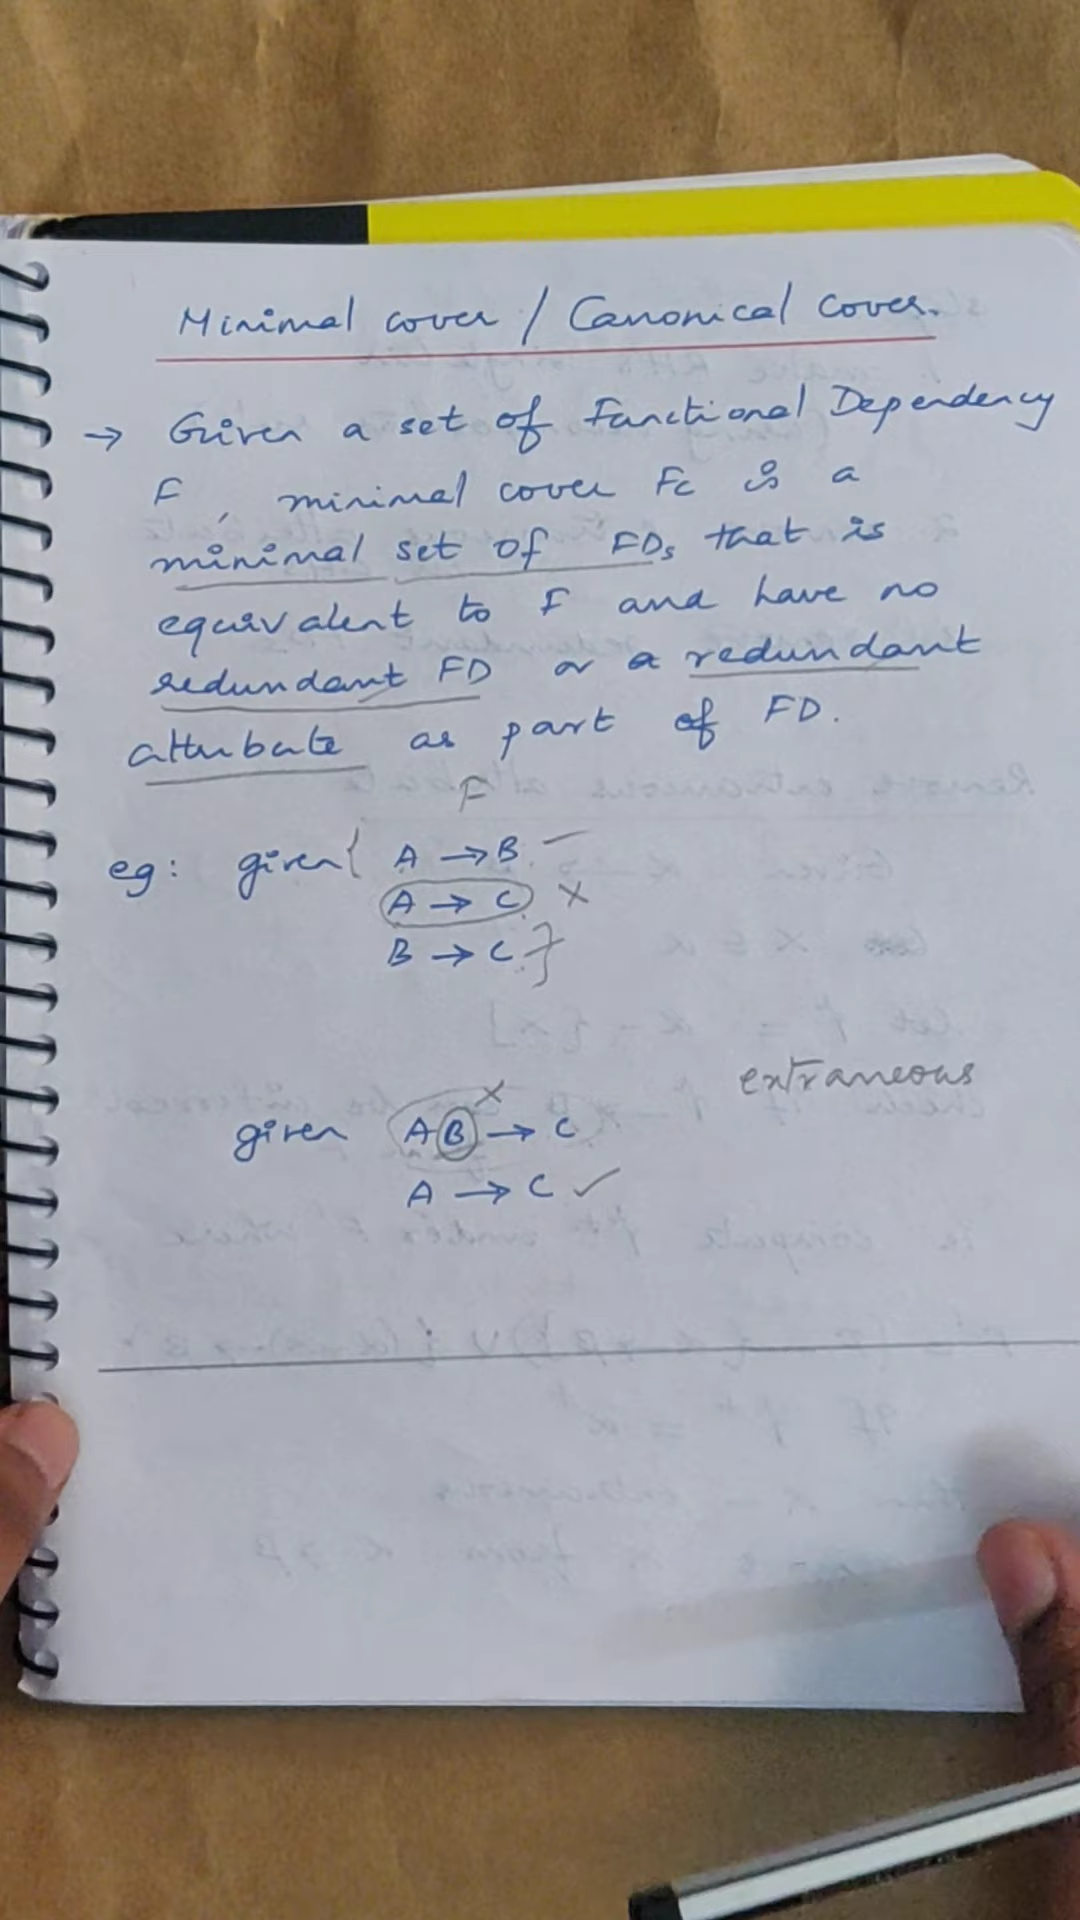 Minimal cover / Canonical cover.
→ Given a set of Functional Dependency
F, minimal cover Fc is a
minimal set of FDs that is
equivalent to F and have no
redundant FD or a redundant
attribute as part of FD.
F
eg: given { A → B
A → C ×
B → C }
extraneous
×
given AB → C
A → C ✓